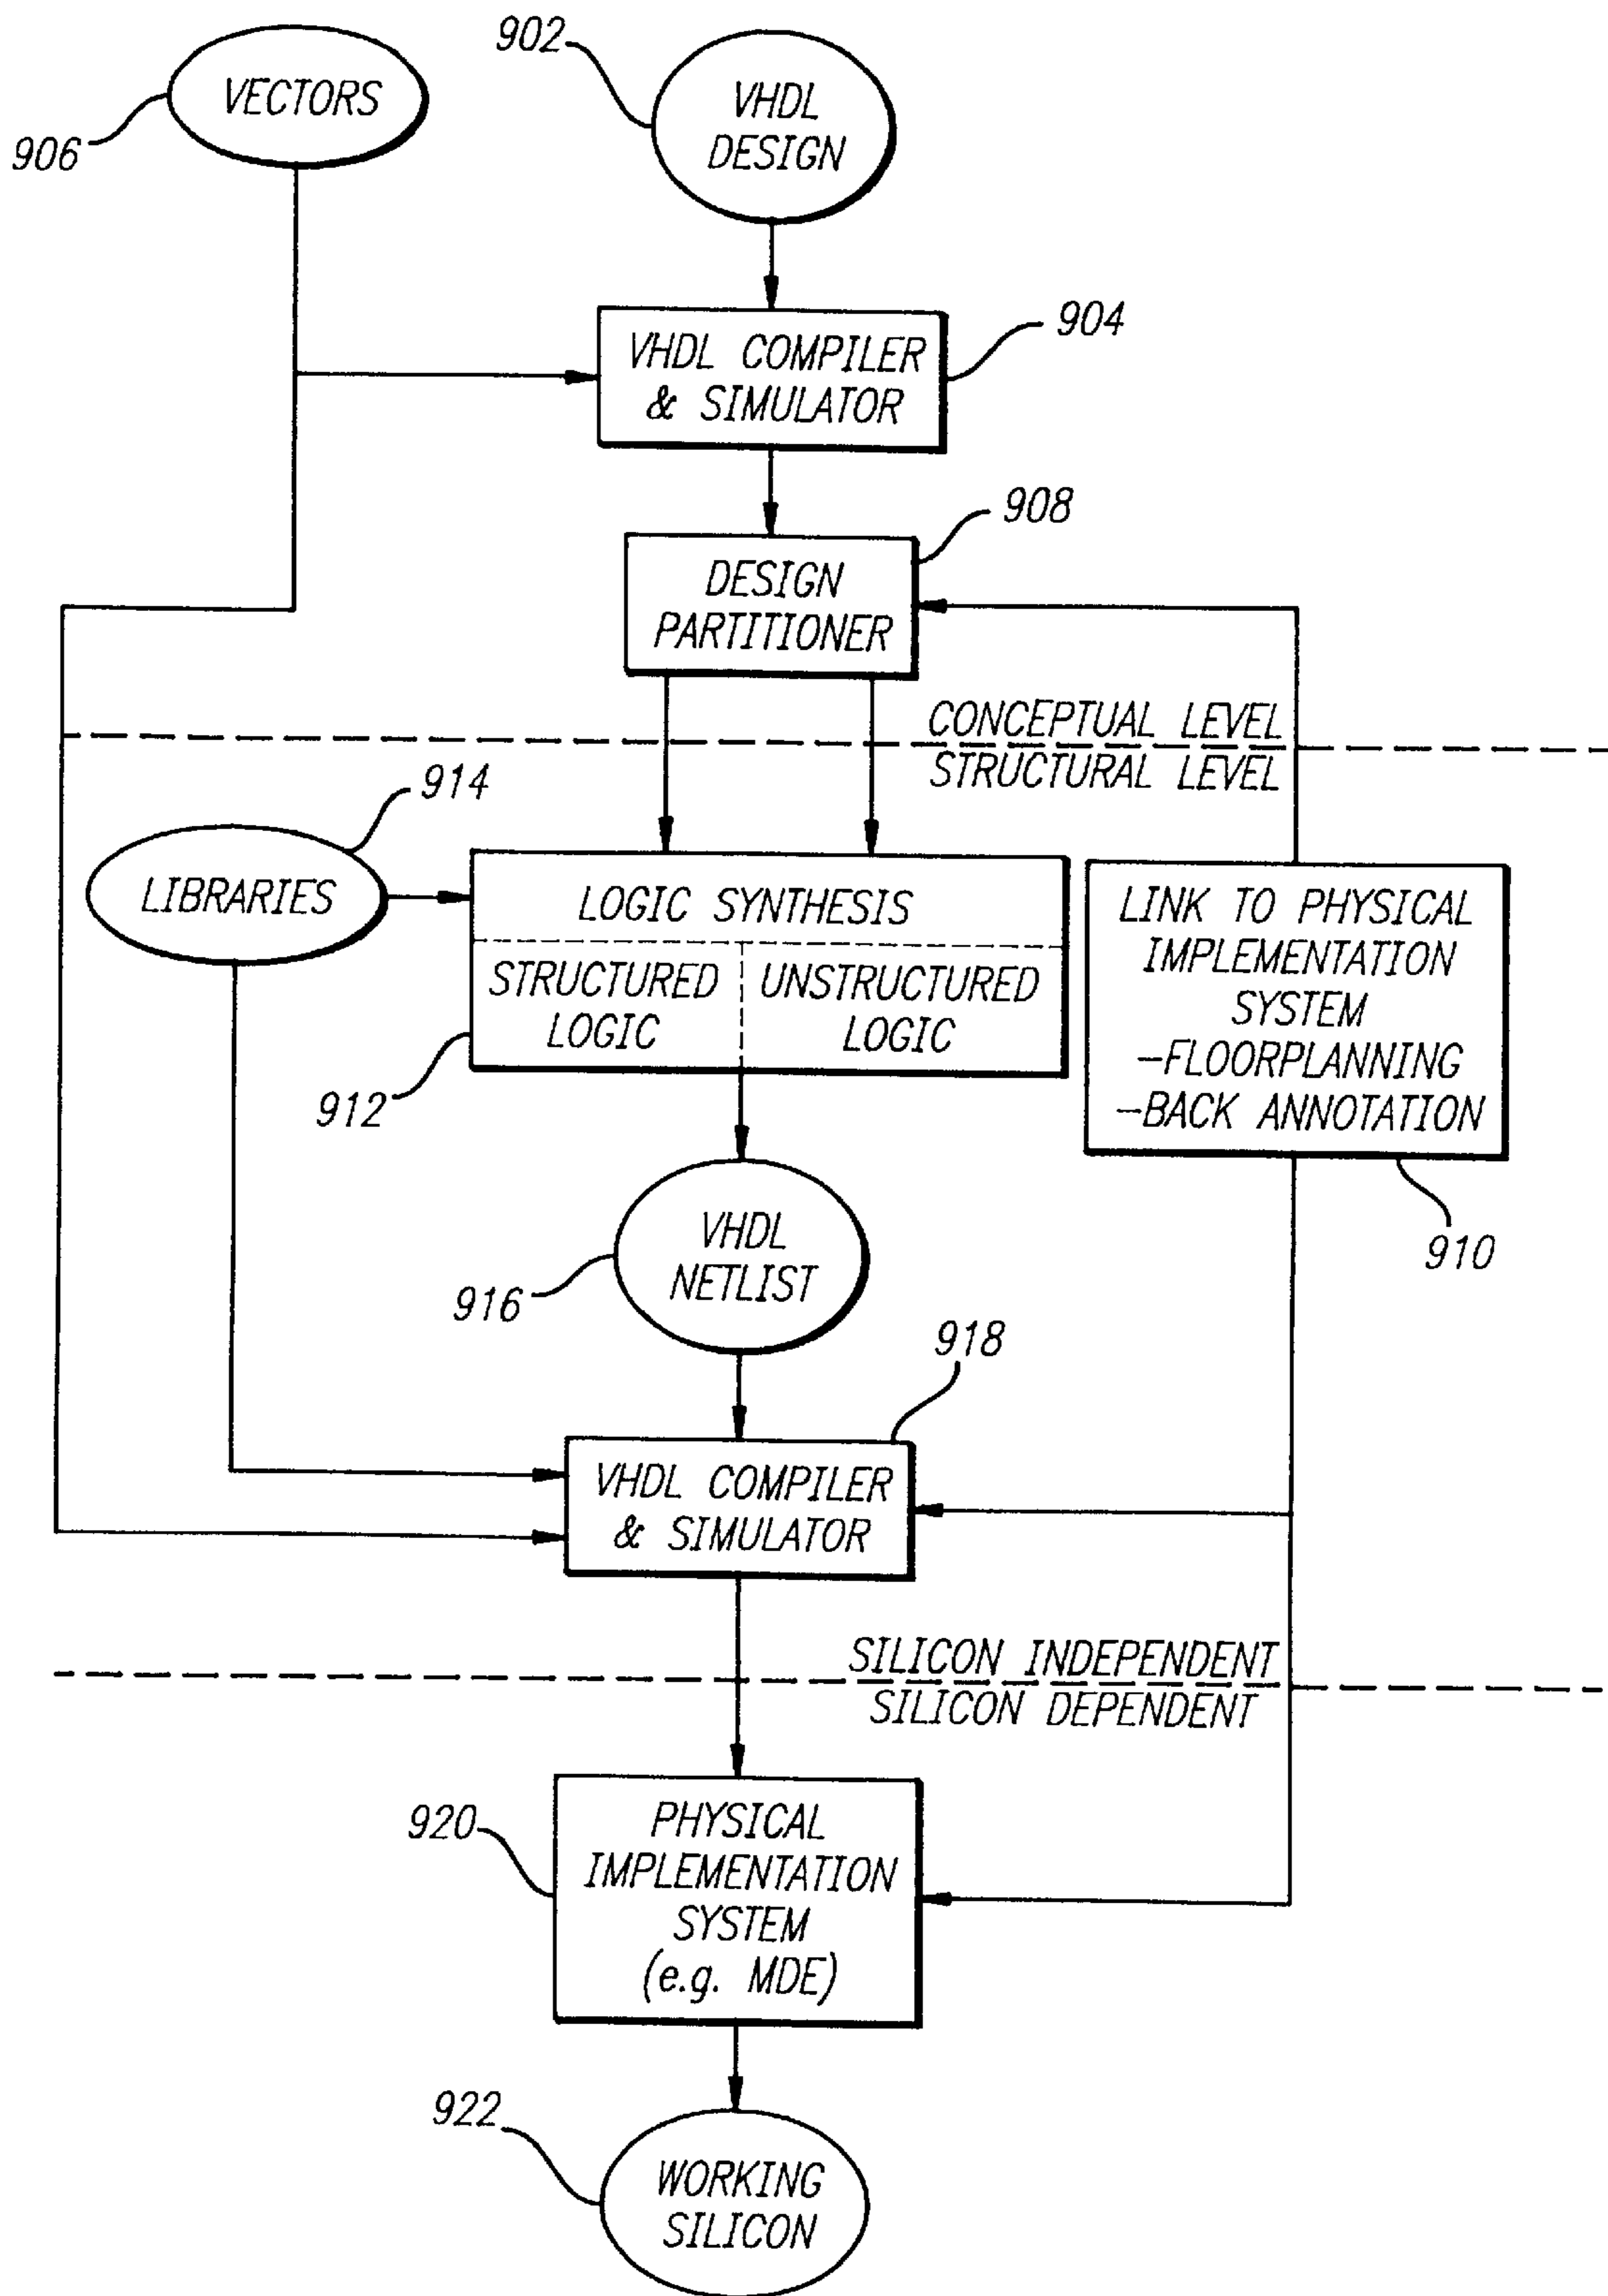 902
VECTORS
906
VHDL
DESIGN
904
VHDL COMPILER
& SIMULATOR
908
DESIGN
PARTITIONER
CONCEPTUAL LEVEL
STRUCTURAL LEVEL
914
LIBRARIES
LOGIC SYNTHESIS
STRUCTURED
LOGIC
UNSTRUCTURED
LOGIC
912
LINK TO PHYSICAL
IMPLEMENTATION
SYSTEM
-FLOORPLANNING
-BACK ANNOTATION
910
VHDL
NETLIST
916
918
VHDL COMPILER
& SIMULATOR
SILICON INDEPENDENT
SILICON DEPENDENT
920
PHYSICAL
IMPLEMENTATION
SYSTEM
(e.g. MDE)
922
WORKING
SILICON